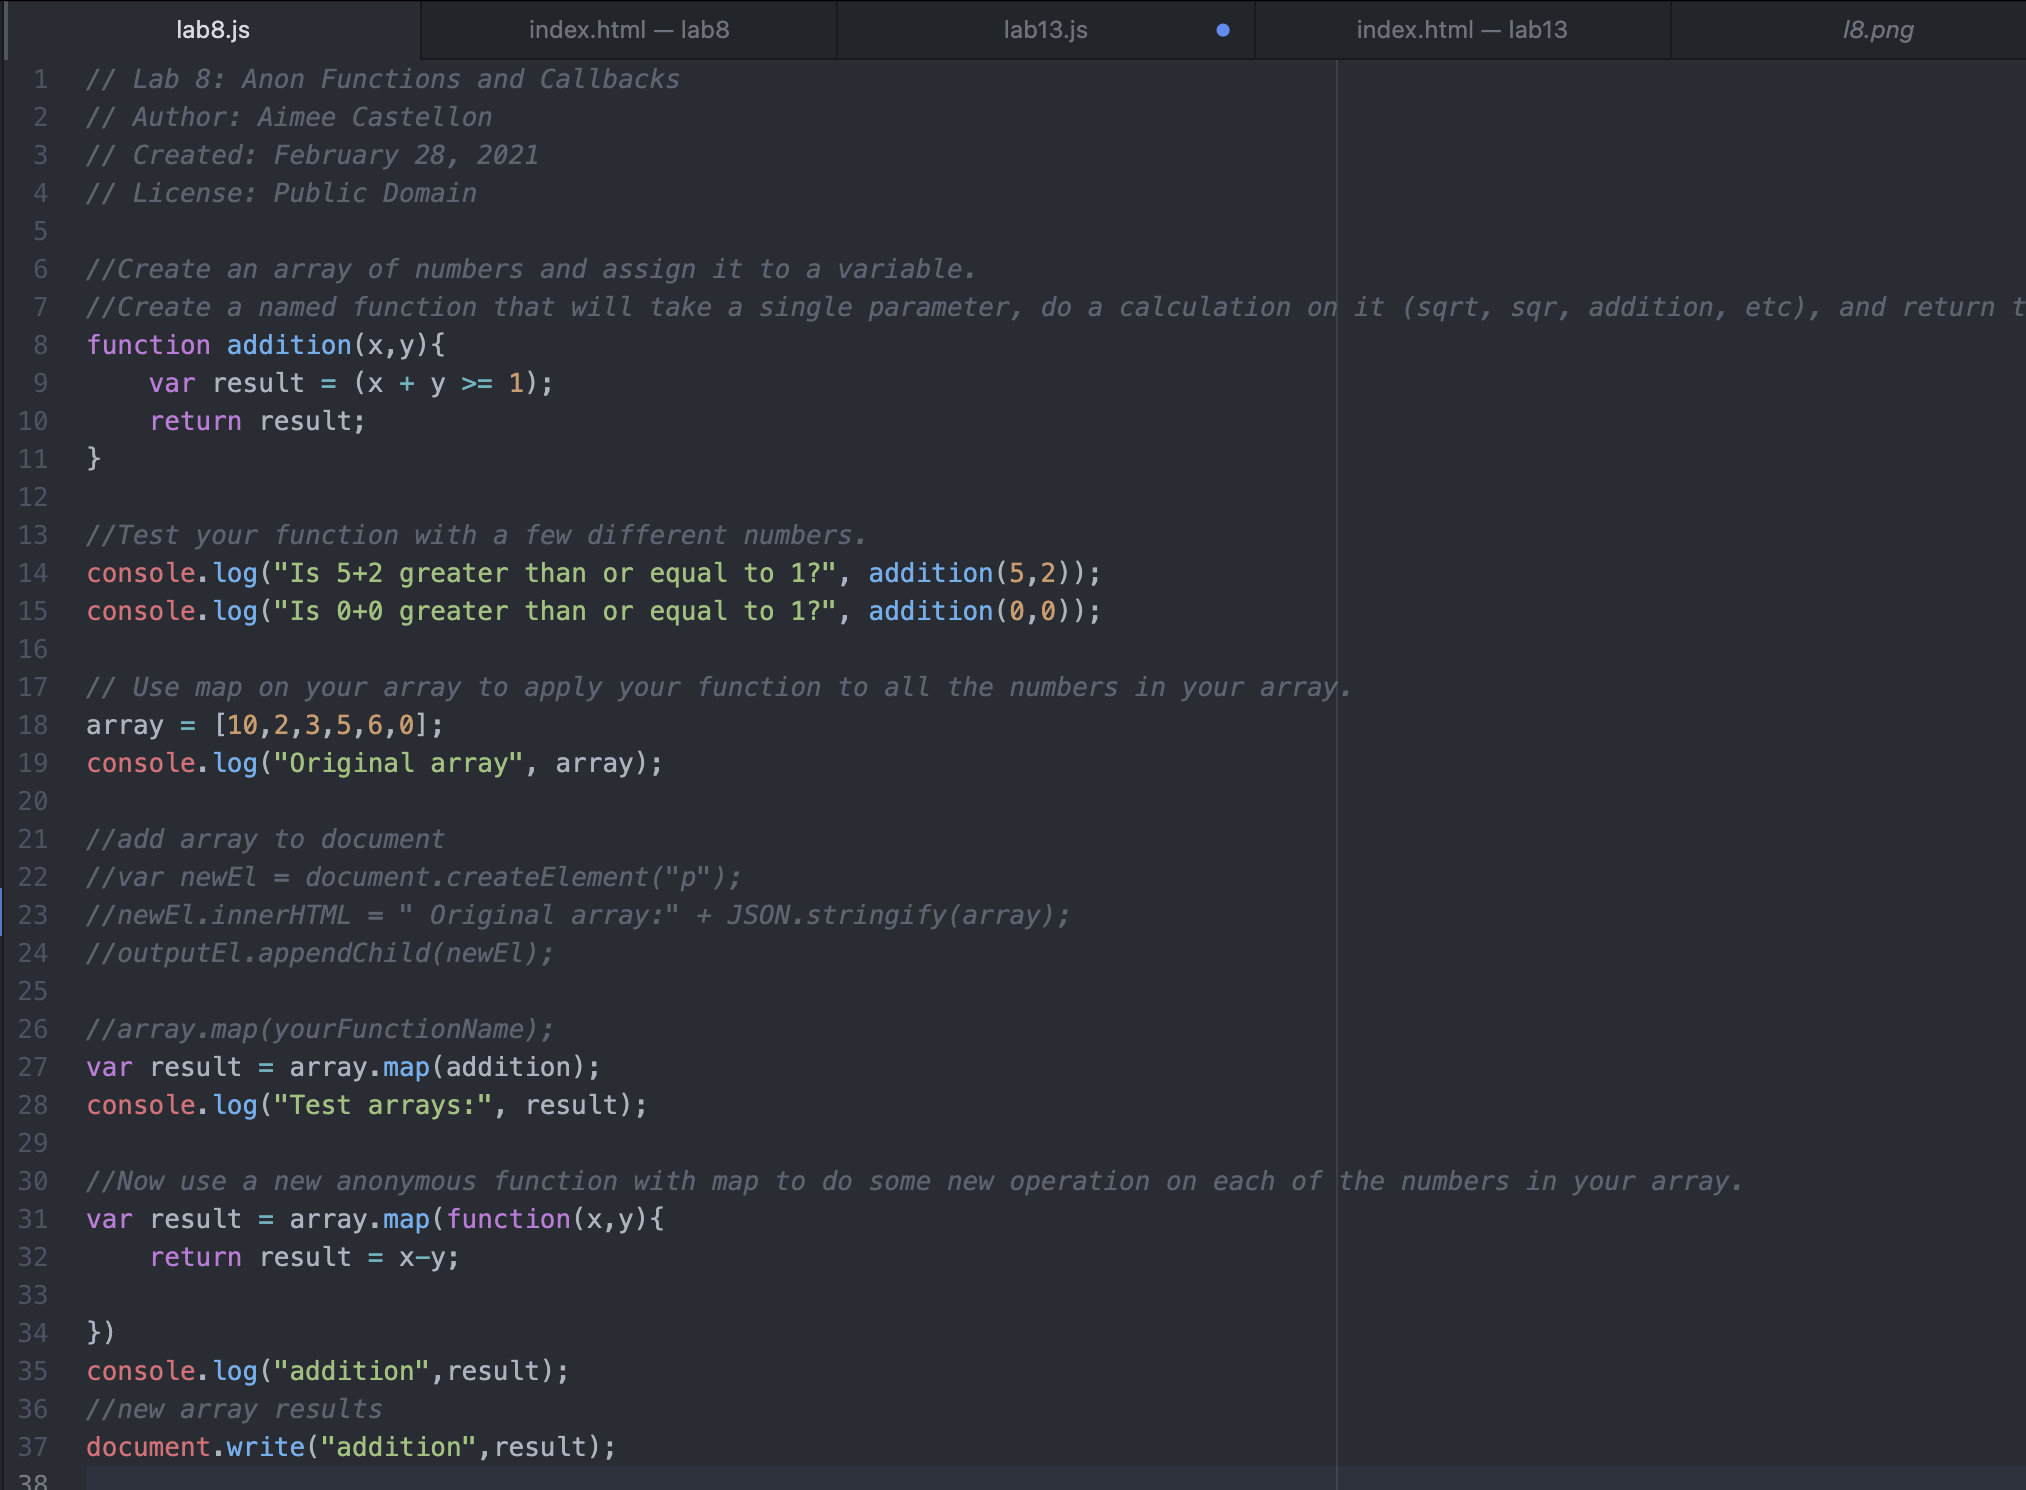 lab8.js index.html — lab8 lab13.js index.html — lab13 l8.png
1 // Lab 8: Anon Functions and Callbacks
2 // Author: Aimee Castellon
3 // Created: February 28, 2021
4 // License: Public Domain
5
6 //Create an array of numbers and assign it to a variable.
7 //Create a named function that will take a single parameter, do a calculation on it (sqrt, sqr, addition, etc), and return t
8 function addition(x,y){
9     var result = (x + y >= 1);
10     return result;
11 }
12
13 //Test your function with a few different numbers.
14 console.log("Is 5+2 greater than or equal to 1?", addition(5,2));
15 console.log("Is 0+0 greater than or equal to 1?", addition(0,0));
16
17 // Use map on your array to apply your function to all the numbers in your array.
18 array = [10,2,3,5,6,0];
19 console.log("Original array", array);
20
21 //add array to document
22 //var newEl = document.createElement("p");
23 //newEl.innerHTML = " Original array:" + JSON.stringify(array);
24 //outputEl.appendChild(newEl);
25
26 //array.map(yourFunctionName);
27 var result = array.map(addition);
28 console.log("Test arrays:", result);
29
30 //Now use a new anonymous function with map to do some new operation on each of the numbers in your array.
31 var result = array.map(function(x,y){
32     return result = x-y;
33
34 })
35 console.log("addition",result);
36 //new array results
37 document.write("addition",result);
38